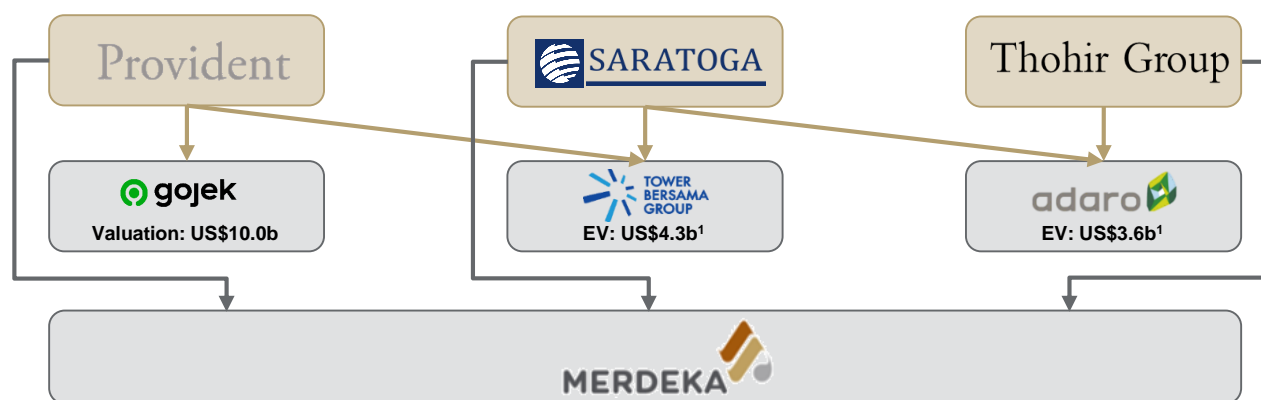 Provident
SARATOGA
Thohir Group
gojek
Valuation: US$10.0b
TOWER
BERSAMA
GROUP
EV: US$4.3b¹
adaro
EV: US$3.6b¹
MERDEKA